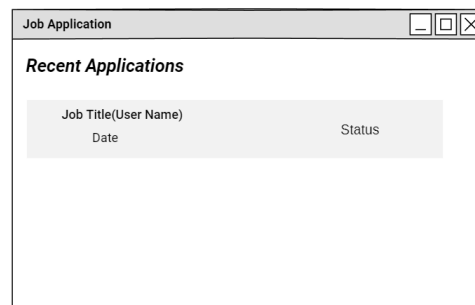 Job Application
Recent Applications
Job Title(User Name)
Date
Status